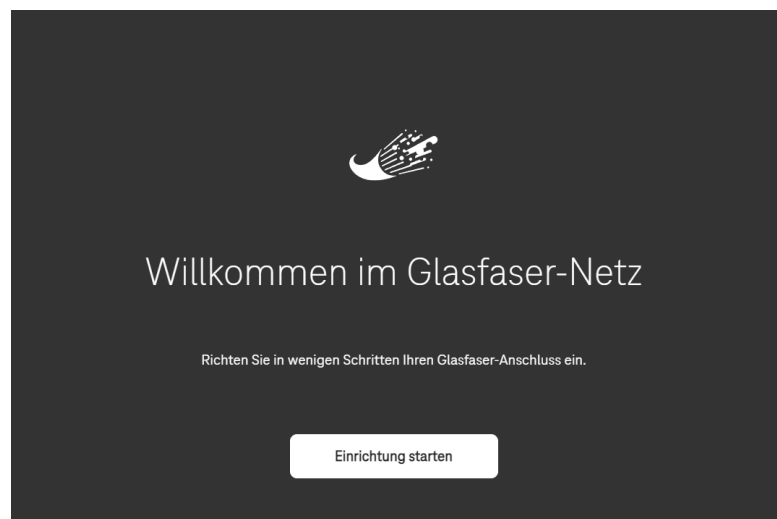 Willkommen im Glasfaser-Netz
Richten Sie in wenigen Schritten Ihren Glasfaser-Anschluss ein.
Einrichtung starten